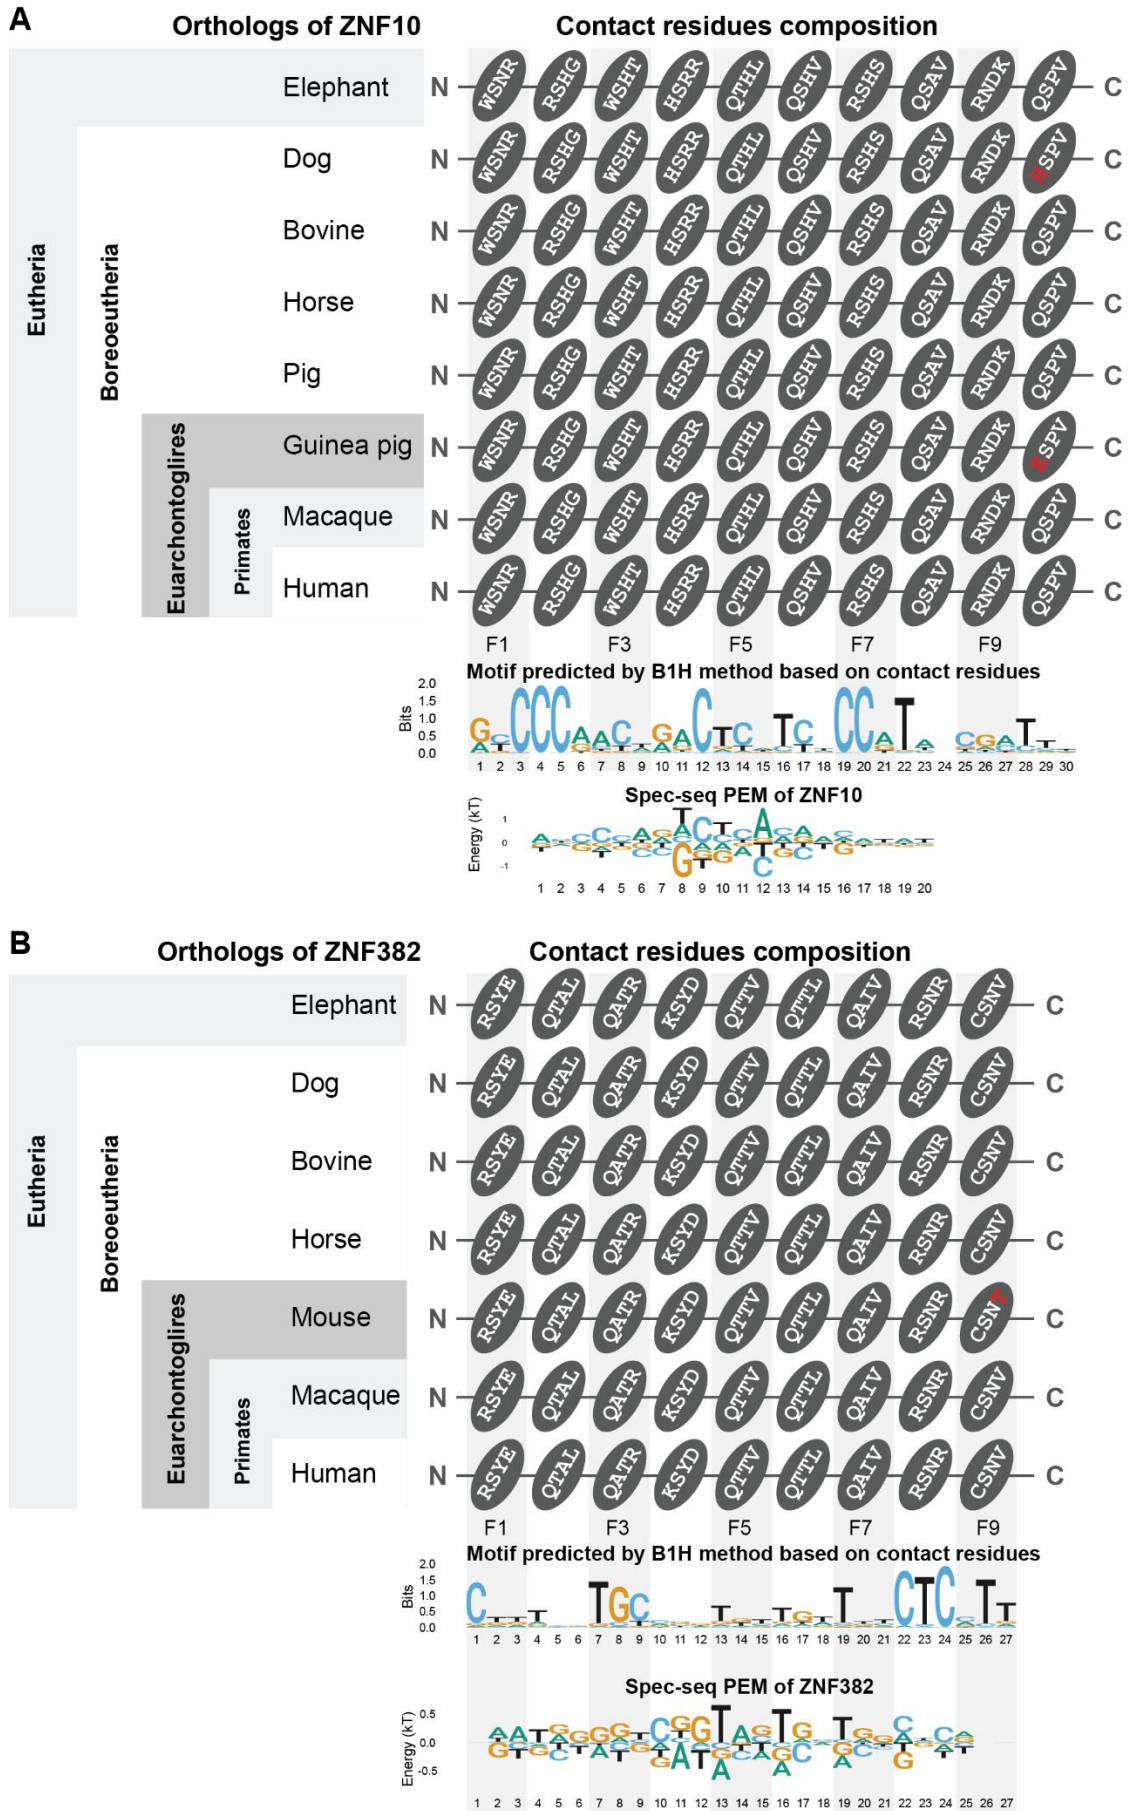 A
Orthologs of ZNF10 Contact residues composition
Elephant N WSNR RSHG WSHT HSRR QTHL QSHV RSHS QSAV RNDK QSPV C
Dog N WSNR RSHG WSHT HSRR QTHL QSHV RSHS QSAV RNDK HSPV C
Bovine N WSNR RSHG WSHT HSRR QTHL QSHV RSHS QSAV RNDK QSPV C
Horse N WSNR RSHG WSHT HSRR QTHL QSHV RSHS QSAV RNDK QSPV C
Pig N WSNR RSHG WSHT HSRR QTHL QSHV RSHS QSAV RNDK QSPV C
Guinea pig N WSNR RSHG WSHT HSRR QTHL QSHV RSHS QSAV RNDK SPV C
Macaque N WSNR RSHG WSHT HSRR QTHL QSHV RSHS QSAV RNDK QSPV C
Human N WSNR RSHG WSHT HSRR QTHL QSHV RSHS QSAV RNDK QSPV C
Eutheria
Boreoeutheria
Euarchontoglires
Primates
F1 F3 F5 F7 F9
Motif predicted by B1H method based on contact residues
Bits
2.0
1.5
1.0
0.5
0.0
1 2 3 4 5 6 7 8 9 10 11 12 13 14 15 16 17 18 19 20 21 22 23 24 25 26 27 28 29 30
Spec-seq PEM of ZNF10
Energy (kT)
1
0
-1
1 2 3 4 5 6 7 8 9 10 11 12 13 14 15 16 17 18 19 20
B
Orthologs of ZNF382 Contact residues composition
Elephant N RSYE QTAL QATR KSYD QTTV QTTL QAIV RSNR CSNV C
Dog N RSYE QTAL QATR KSYD QTTV QTTL QAIV RSNR CSNV C
Bovine N RSYE QTAL QATR KSYD QTTV QTTL QAIV RSNR CSNV C
Horse N RSYE QTAL QATR KSYD QTTV QTTL QAIV RSNR CSNV C
Mouse N RSYE QTAL QATR KSYD QTTV QTTL QAIV RSNR CSNT C
Macaque N RSYE QTAL QATR KSYD QTTV QTTL QAIV RSNR CSNV C
Human N RSYE QTAL QATR KSYD QTTV QTTL QAIV RSNR CSNV C
Eutheria
Boreoeutheria
Euarchontoglires
Primates
F1 F3 F5 F7 F9
Motif predicted by B1H method based on contact residues
Bits
2.0
1.5
1.0
0.5
0.0
1 2 3 4 5 6 7 8 9 10 11 12 13 14 15 16 17 18 19 20 21 22 23 24 25 26 27
Spec-seq PEM of ZNF382
Energy (kT)
0.5
0.0
-0.5
1 2 3 4 5 6 7 8 9 10 11 12 13 14 15 16 17 18 19 20 21 22 23 24 25 26 27